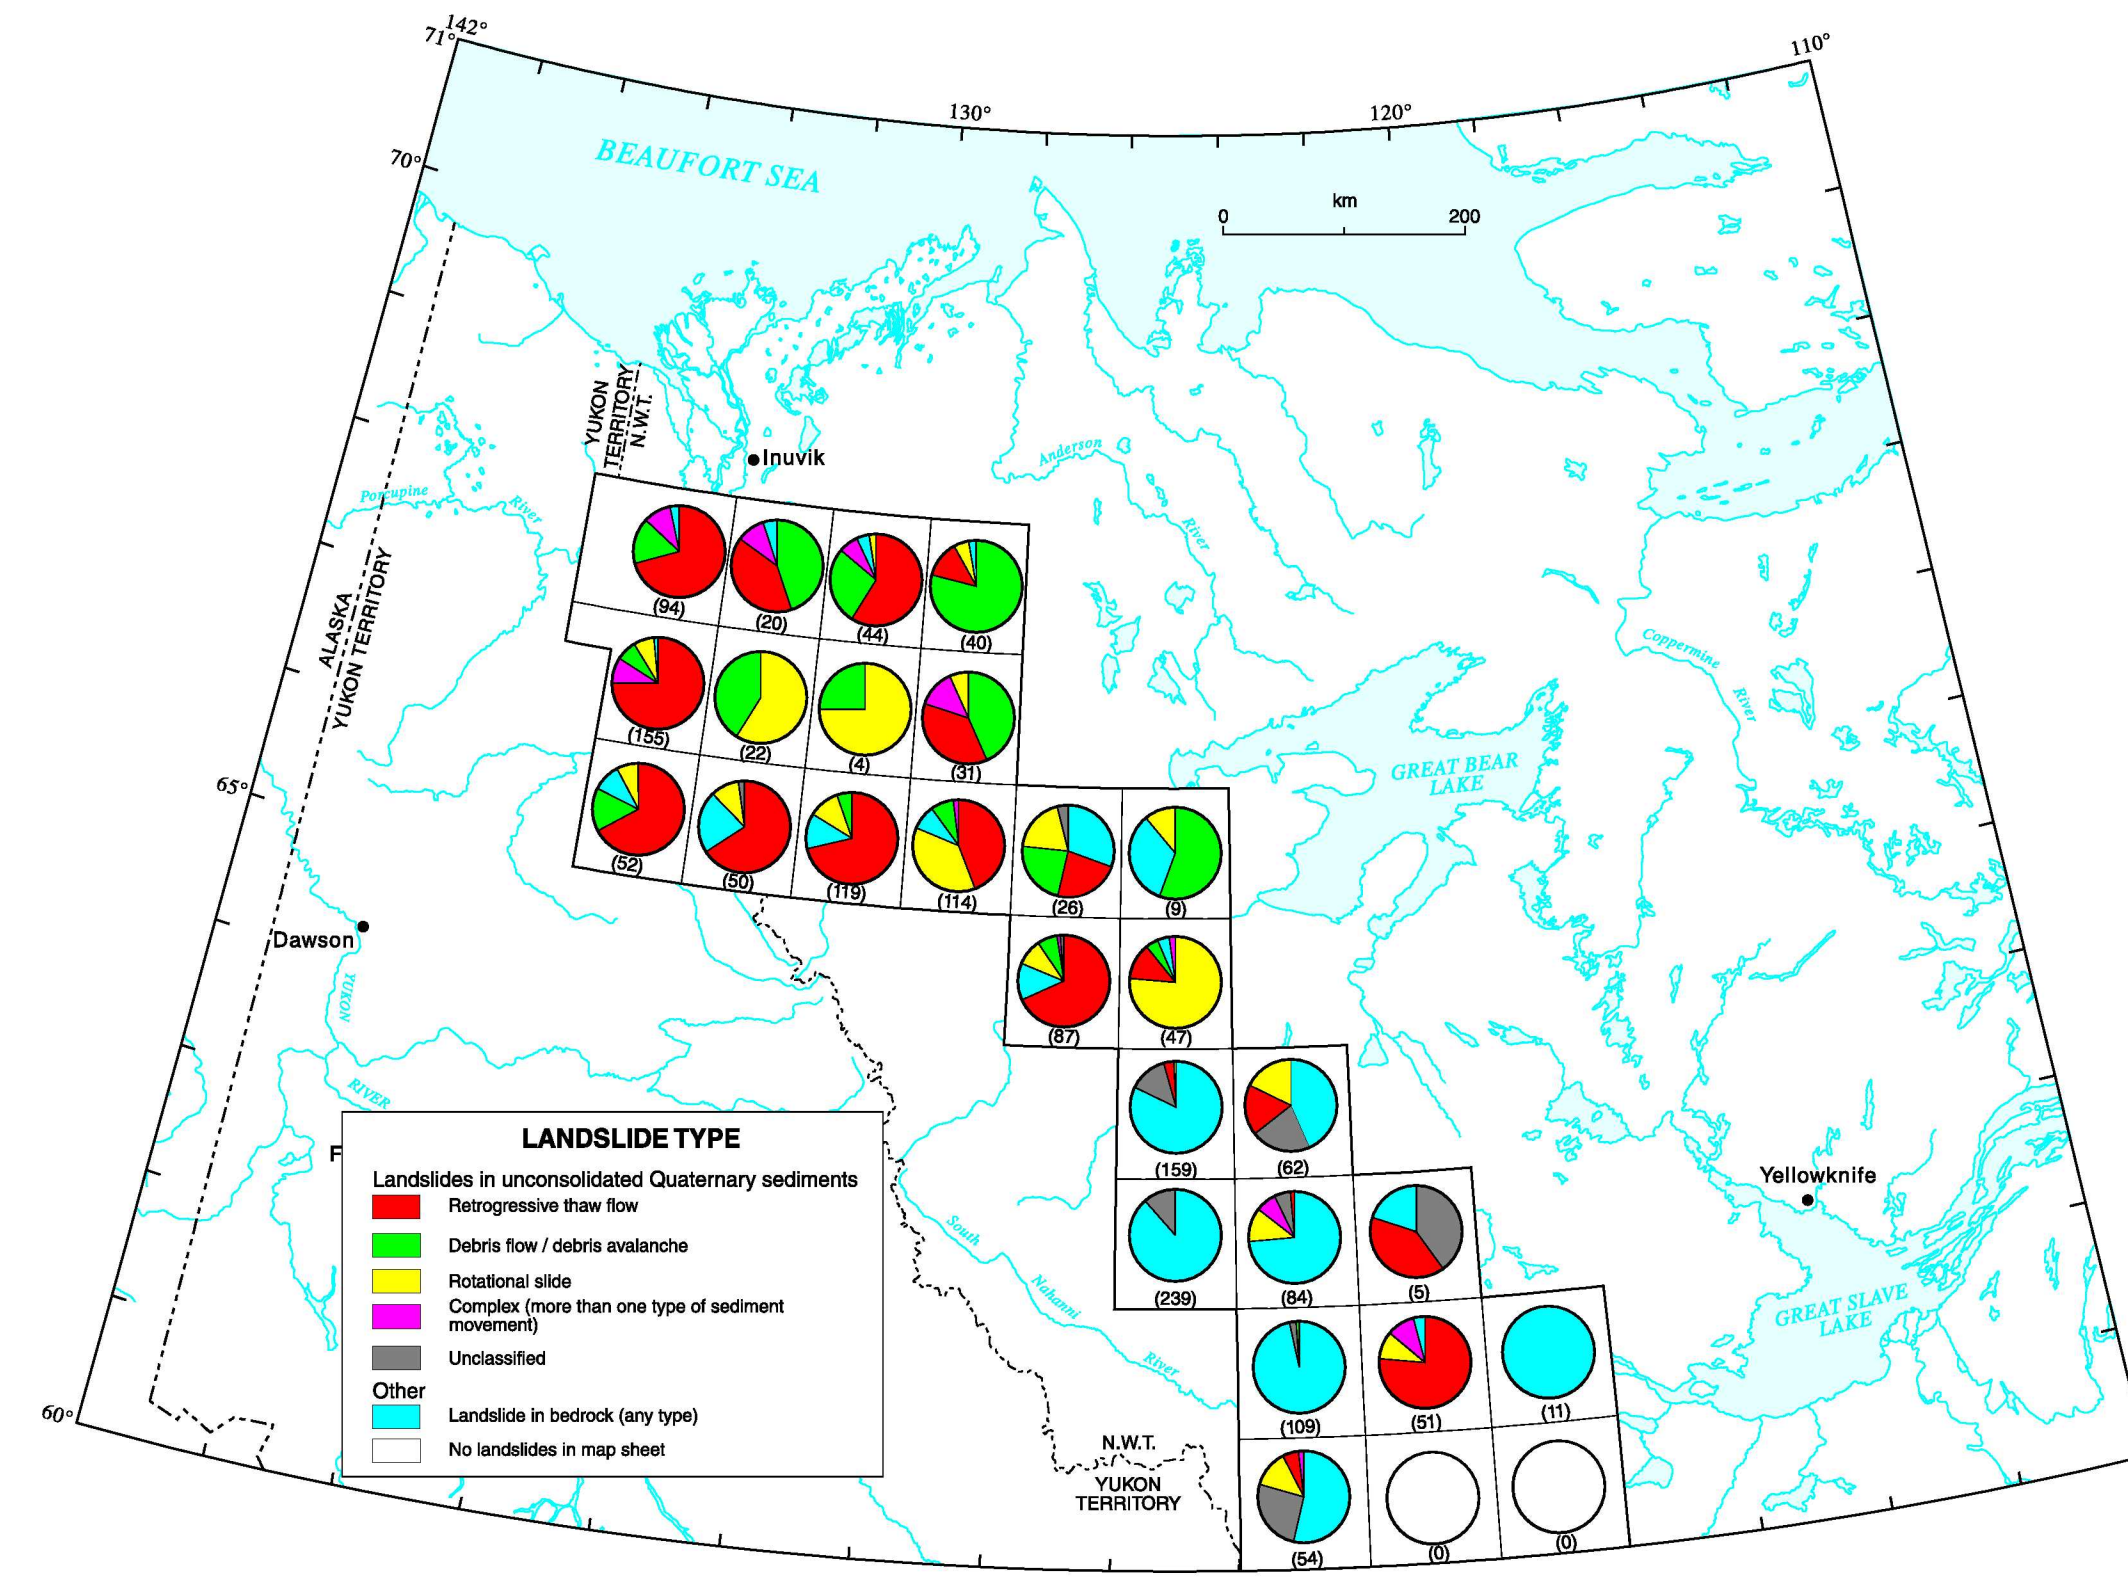 142°
71°
110°
130°
120°
70°
BEAUFORT SEA
km
0 200
YUKON
TERRITORY
N.W.T.
Inuvik
Anderson
River
Porcupine
River
ALASKA
YUKON TERRITORY
(94)
(20)
(44)
(40)
(155)
(22)
(4)
(31)
(52)
(50)
(119)
(114)
(26)
(9)
(87)
(47)
(159)
(62)
(239)
(84)
(5)
(109)
(51)
(11)
(54)
(0)
(0)
Coppermine
River
GREAT BEAR
LAKE
65°
Dawson
YUKON
RIVER
F
Yellowknife
GREAT SLAVE
LAKE
South
Nahanni
River
N.W.T.
YUKON
TERRITORY
60°
LANDSLIDE TYPE
Landslides in unconsolidated Quaternary sediments
Retrogressive thaw flow
Debris flow / debris avalanche
Rotational slide
Complex (more than one type of sediment
movement)
Unclassified
Other
Landslide in bedrock (any type)
No landslides in map sheet